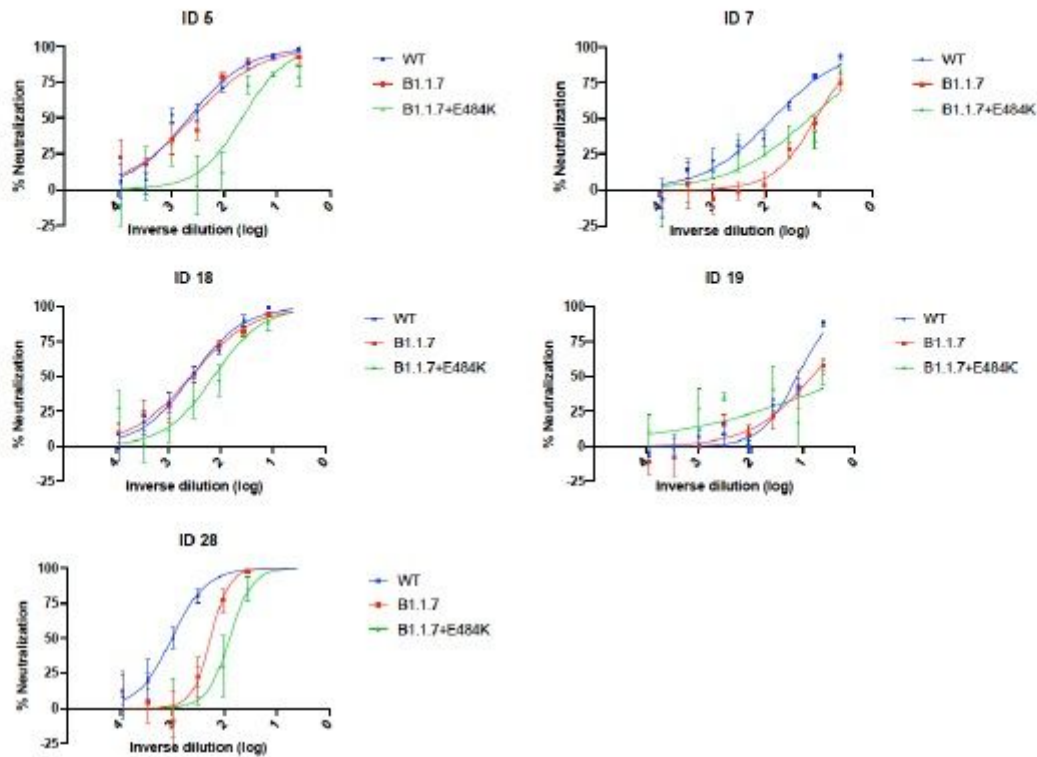 ID 5
100
75
50
25
0
-25
% Neutralization
4 3 2 1 0
Inverse dilution (log)
WT
B1.1.7
B1.1.7+E484K
ID 7
100
75
50
25
0
-25
% Neutralization
4 3 2 1 0
Inverse dilution (log)
WT
B1.1.7
B1.1.7+E484K
ID 18
100
75
50
25
0
-25
% Neutralization
4 3 2 1 0
Inverse dilution (log)
WT
B1.1.7
B1.1.7+E484K
ID 19
100
75
50
25
0
-25
% Neutralization
4 3 2 1 0
Inverse dilution (log)
WT
B1.1.7
B1.1.7+E484K
ID 28
100
75
50
25
0
-25
% Neutralization
4 3 2 1 0
Inverse dilution (log)
WT
B1.1.7
B1.1.7+E484K